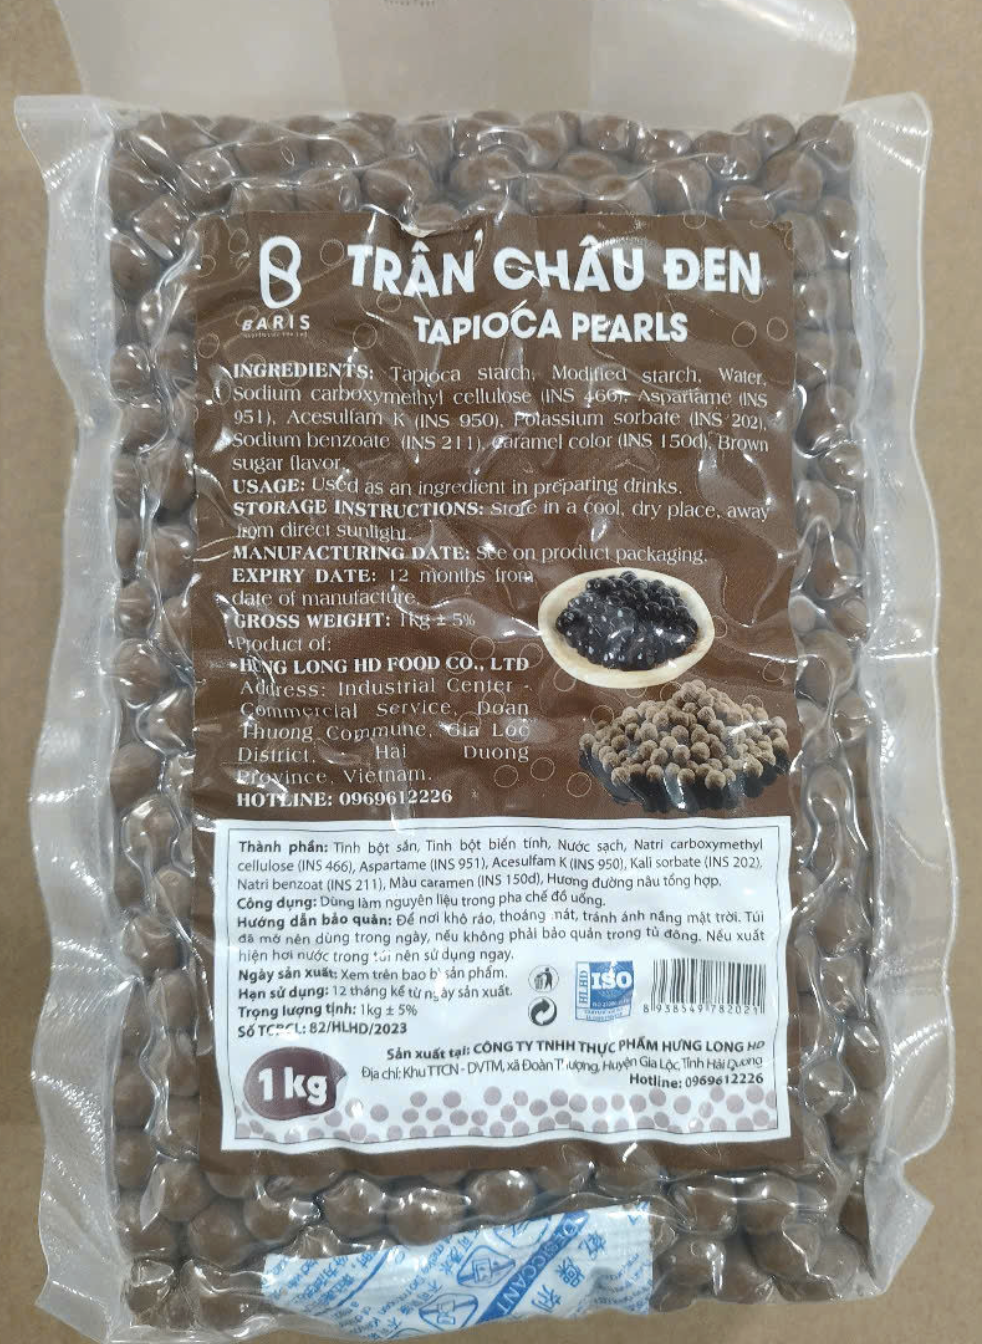 BARIS
TRÂN CHÂU ĐEN
TAPIOCA PEARLS
INGREDIENTS: Tapioca starch, Modified starch, Water,
Sodium carboxymethyl cellulose (INS 466), Aspartame (INS
951), Acesulfam K (INS 950), Potassium sorbate (INS 202),
Sodium benzoate (INS 211), caramel color (INS 150d), Brown
sugar flavor.
USAGE: Used as an ingredient in preparing drinks.
STORAGE INSTRUCTIONS: Store in a cool, dry place, away
from direct sunlight.
MANUFACTURING DATE: See on product packaging.
EXPIRY DATE: 12 months from
date of manufacture.
GROSS WEIGHT: 1kg ± 5%
Product of:
HUNG LONG HD FOOD CO., LTD
Address: Industrial Center -
Commercial Service, Doan
Thuong Commune, Gia Loc
District, Hai Duong
Province, Vietnam.
HOTLINE: 0969612226
Thành phần: Tinh bột sắn, Tinh bột biến tính, Nước sạch, Natri carboxymethyl
cellulose (INS 466), Aspartame (INS 951), Acesulfam K (INS 950), Kali sorbate (INS 202),
Natri benzoat (INS 211), Màu caramen (INS 150d), Hương đường nâu tổng hợp.
Công dụng: Dùng làm nguyên liệu trong pha chế đồ uống.
Hướng dẫn bảo quản: Để nơi khô ráo, thoáng mát, tránh ánh nắng mặt trời. Túi
đã mở nên dùng trong ngày, nếu không phải bảo quản trong tủ đông. Nếu xuất
hiện hơi nước trong túi nên sử dụng ngay.
Ngày sản xuất: Xem trên bao bì sản phẩm.
Hạn sử dụng: 12 tháng kể từ ngày sản xuất.
Trọng lượng tịnh: 1kg ± 5%
Số TCBCL: 82/HLHD/2023
HLHD
ISO
8 938549 782021
Sản xuất tại: CÔNG TY TNHH THỰC PHẨM HƯNG LONG HD
Địa chỉ: Khu TTCN - DVTM, xã Đoàn Thượng, Huyện Gia Lộc, Tỉnh Hải Dương
Hotline: 0969612226
1 kg
DESICCANT
乾燥剤